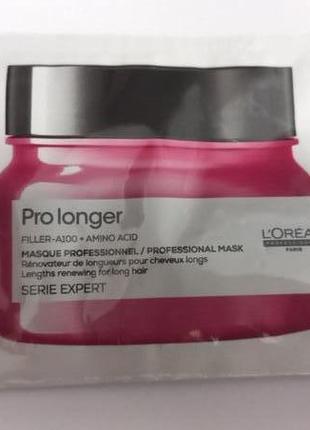 Pro longer
FILLER-A100 + AMINO ACID
L'ORÉA
PROFESSIONNEL
PARIS
MASQUE PROFESSIONNEL / PROFESSIONAL MASK
Rénovateur de longueurs pour cheveux longs
Lengths renewing for long hair
SERIE EXPERT